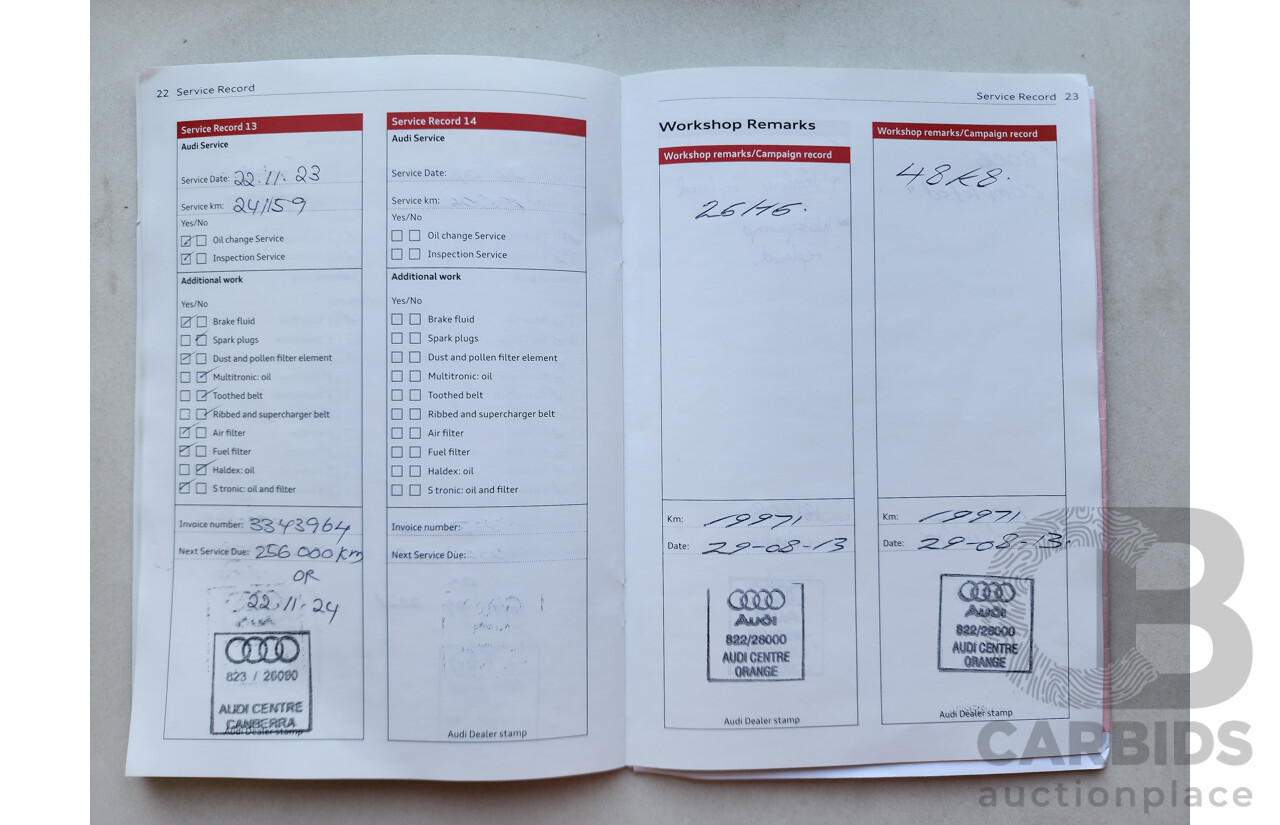 22 Service Record
Service Record 13
Audi Service
Service Date: 22.11.23
Service km: 241159
Yes/No
Oil change Service
Inspection Service
Additional work
Yes/No
Brake fluid
Spark plugs
Dust and pollen filter element
Multitronic: oil
Toothed belt
Ribbed and supercharger belt
Air filter
Fuel filter
Haldex: oil
S tronic: oil and filter
Invoice number: 3343964
Next Service Due: 256 000 km
OR
22.11.24
823 / 26090
AUDI CENTRE
CANBERRA
Audi Dealer stamp
Service Record 14
Audi Service
Service Date:
Service km:
Yes/No
Oil change Service
Inspection Service
Additional work
Yes/No
Brake fluid
Spark plugs
Dust and pollen filter element
Multitronic: oil
Toothed belt
Ribbed and supercharger belt
Air filter
Fuel filter
Haldex: oil
S tronic: oil and filter
Invoice number:
Next Service Due:
Audi Dealer stamp
Service Record 23
Workshop Remarks
Workshop remarks/Campaign record
26H6.
Km: 19971
Date: 29-08-13
Audi
822/28000
AUDI CENTRE
ORANGE
Audi Dealer stamp
Workshop remarks/Campaign record
48K8.
Km: 19971
Date: 29-08-13.
Audi
822/28000
AUDI CENTRE
ORANGE
Audi Dealer stamp
CB
CARBIDS
auctionplace